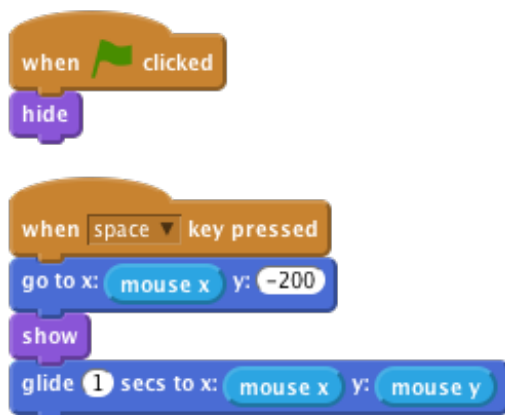 when clicked
hide
when space key pressed
go to x: mouse x y: -200
show
glide 1 secs to x: mouse x y: mouse y